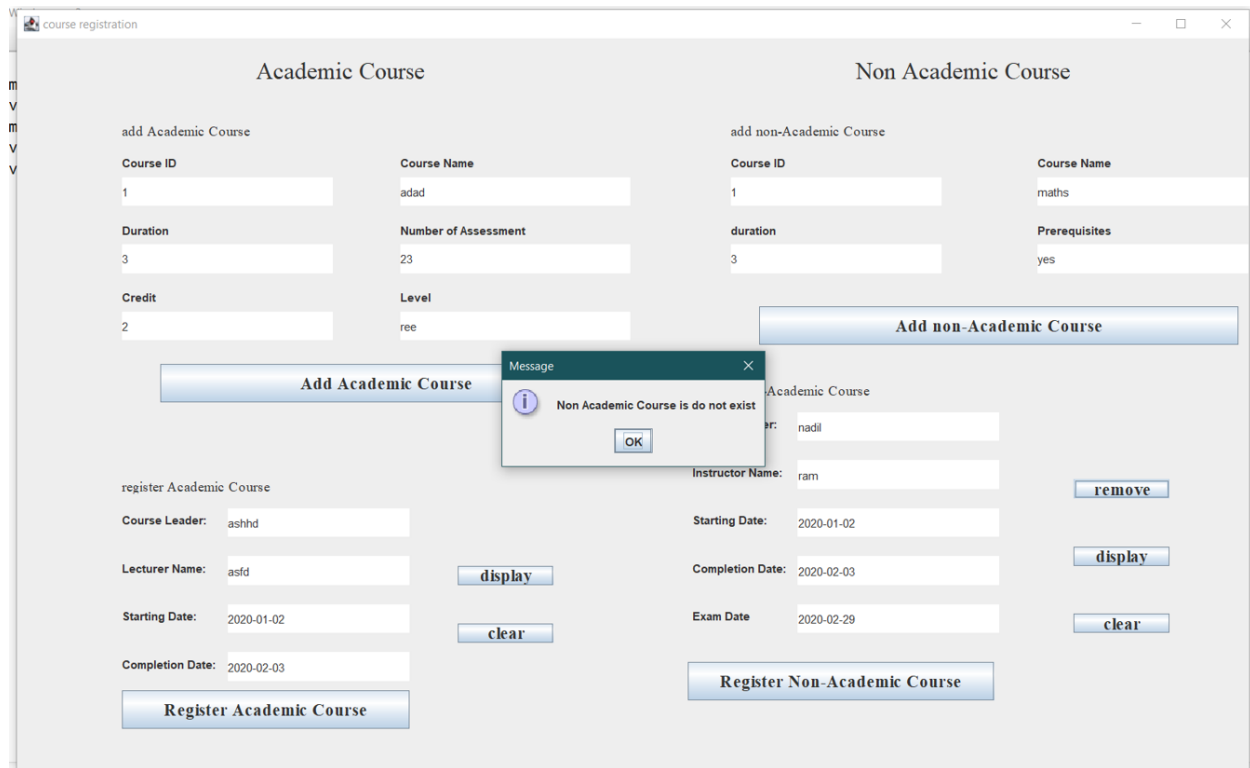 course registration
Academic Course
Non Academic Course
add Academic Course
add non-Academic Course
Course ID
Course Name
Course ID
Course Name
1
adad
1
maths
Duration
Number of Assessment
duration
Prerequisites
3
23
3
yes
Credit
Level
2
ree
Add non-Academic Course
Add Academic Course
Message
Non Academic Course is do not exist
OK
-Academic Course
er:
nadil
Instructor Name:
ram
remove
register Academic Course
Course Leader:
ashhd
Starting Date:
2020-01-02
Lecturer Name:
asfd
display
Completion Date:
2020-02-03
display
Starting Date:
2020-01-02
clear
Exam Date
2020-02-29
clear
Completion Date:
2020-02-03
Register Non-Academic Course
Register Academic Course
m
v
m
v
v